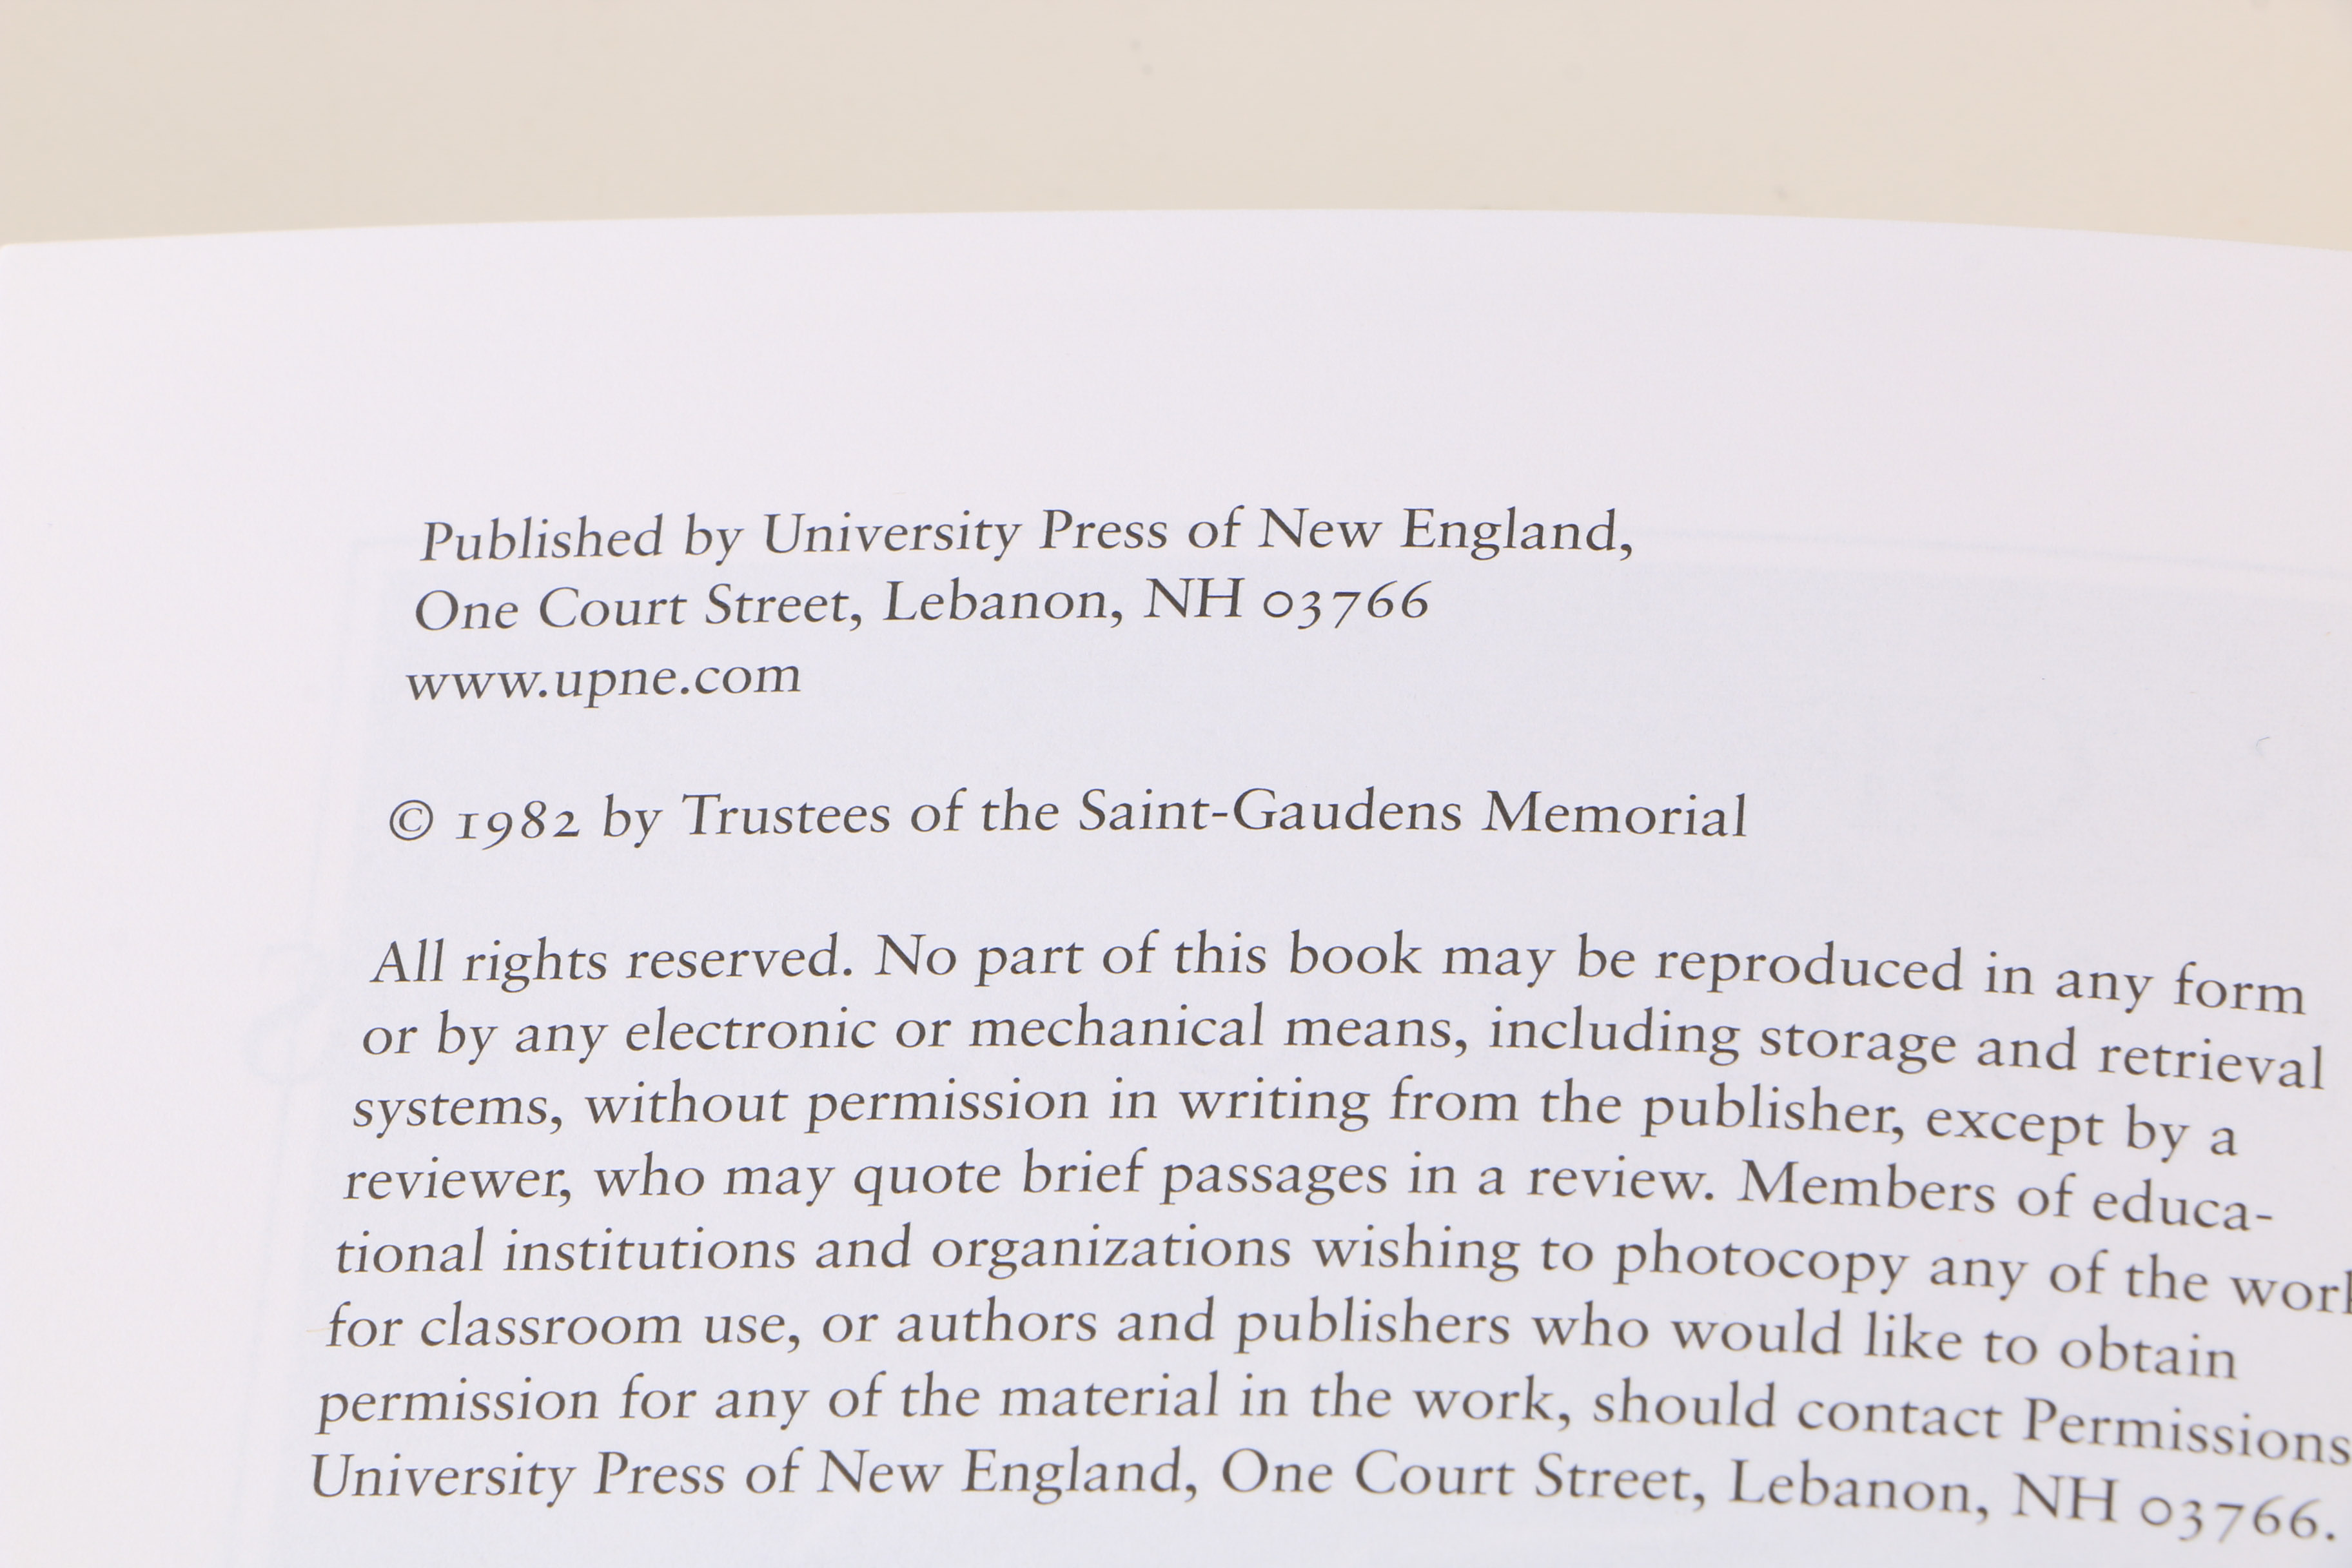 Published by University Press of New England,
One Court Street, Lebanon, NH 03766
www.upne.com
© 1982 by Trustees of the Saint-Gaudens Memorial
All rights reserved. No part of this book may be reproduced in any form
or by any electronic or mechanical means, including storage and retrieval
systems, without permission in writing from the publisher, except by a
reviewer, who may quote brief passages in a review. Members of educa-
tional institutions and organizations wishing to photocopy any of the
for classroom use, or authors and publishers who would like to obtain
permission for any of the material in the work, should contact Permissions
University Press of New England, One Court Street, Lebanon, NH 03766.